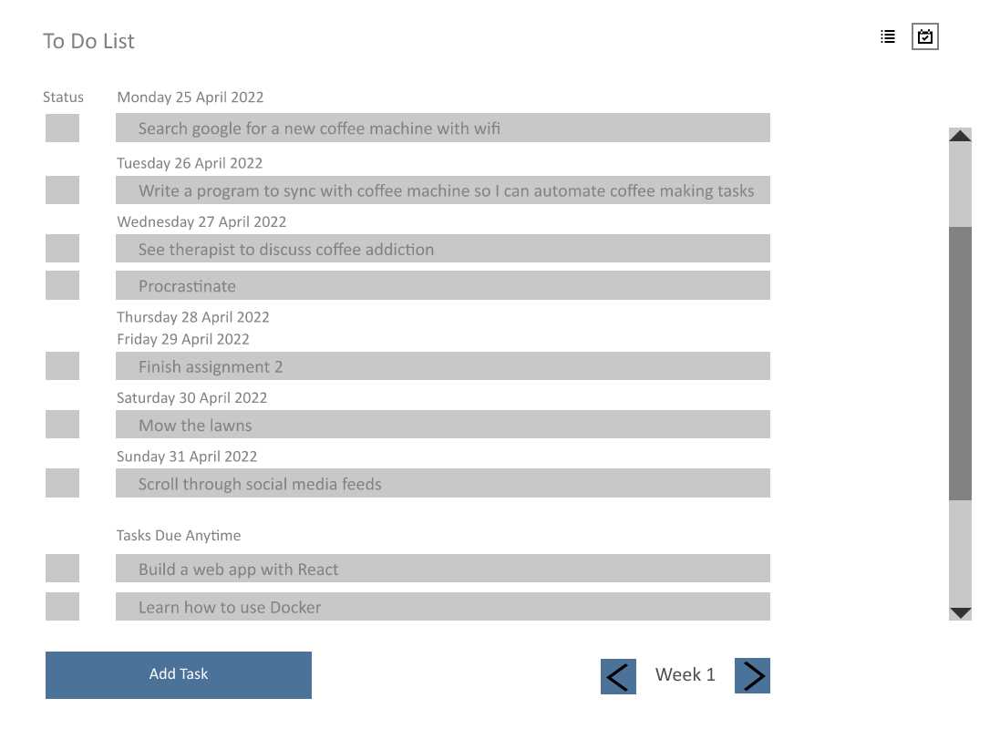 To Do List
Status Monday 25 April 2022
Search google for a new coffee machine with wifi
Tuesday 26 April 2022
Write a program to sync with coffee machine so I can automate coffee making tasks
Wednesday 27 April 2022
See therapist to discuss coffee addiction
Procrastinate
Thursday 28 April 2022
Friday 29 April 2022
Finish assignment 2
Saturday 30 April 2022
Mow the lawns
Sunday 31 April 2022
Scroll through social media feeds
Tasks Due Anytime
Build a web app with React
Learn how to use Docker
Add Task Week 1